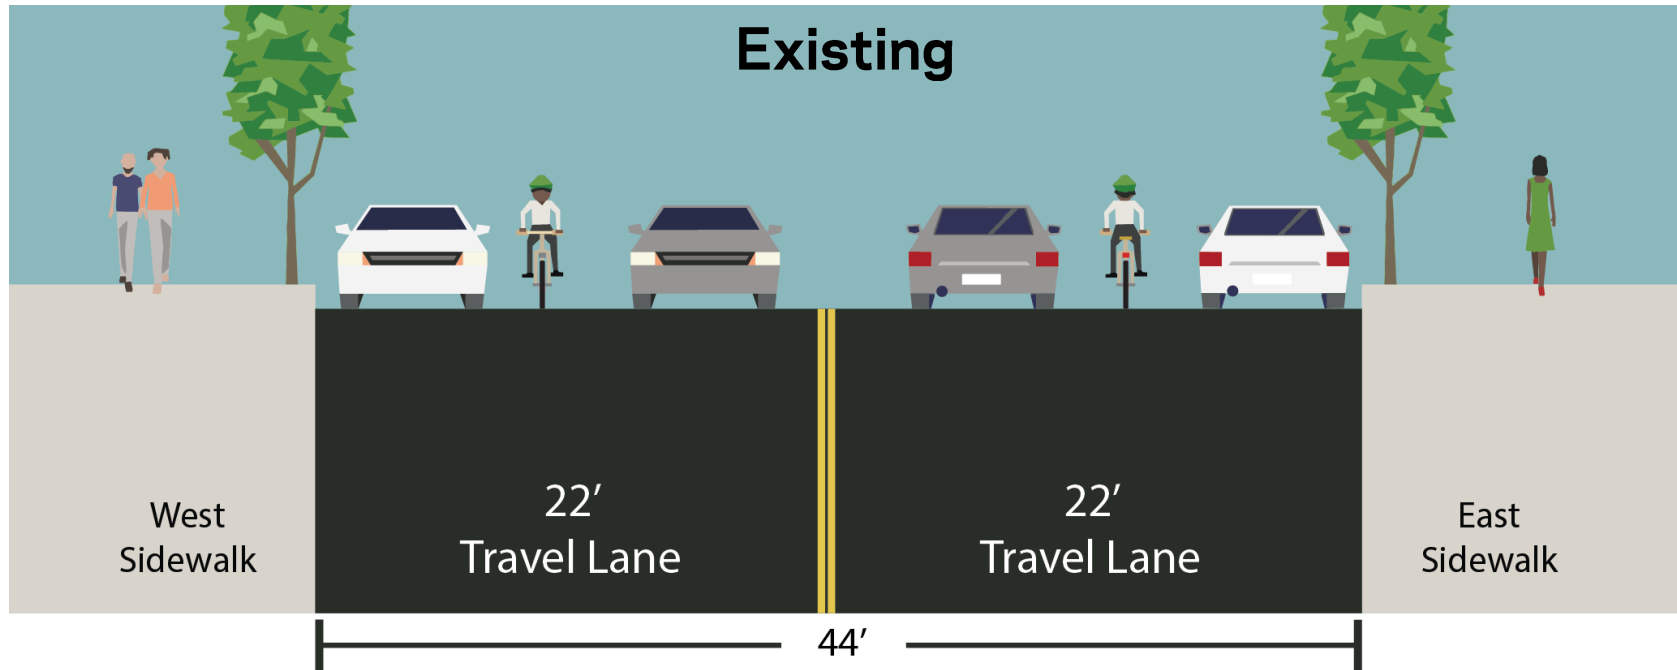 Existing
22′
Travel Lane
22′
Travel Lane
West
Sidewalk
East
Sidewalk
44′